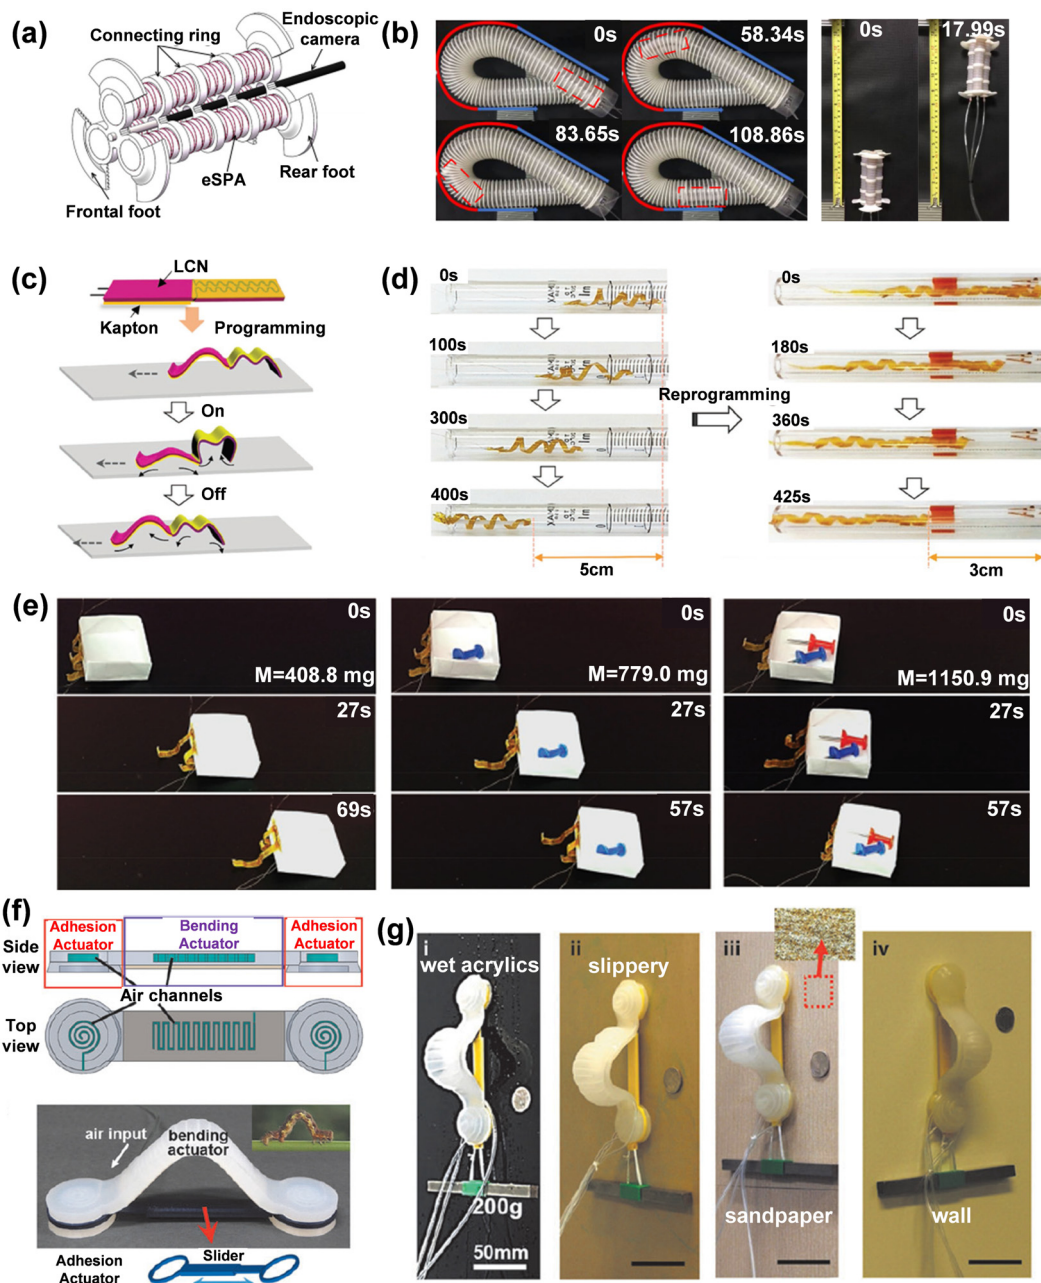 (a)
Connecting ring
Endoscopic
camera
eSPA
Rear foot
Frontal foot
(b)
0s
58.34s
83.65s
108.86s
0s
17.99s
(c)
LCN
Kapton
Programming
On
Off
(d)
0s
100s
300s
400s
5cm
Reprogramming
0s
180s
360s
425s
3cm
(e)
0s
M=408.8 mg
27s
69s
0s
M=779.0 mg
27s
57s
0s
M=1150.9 mg
27s
57s
(f)
Adhesion
Actuator
Bending
Actuator
Adhesion
Actuator
Side
view
Air channels
Top
view
air input
bending
actuator
Slider
Adhesion
Actuator
(g)
i
wet acrylics
200g
50mm
ii
slippery
iii
sandpaper
iv
wall